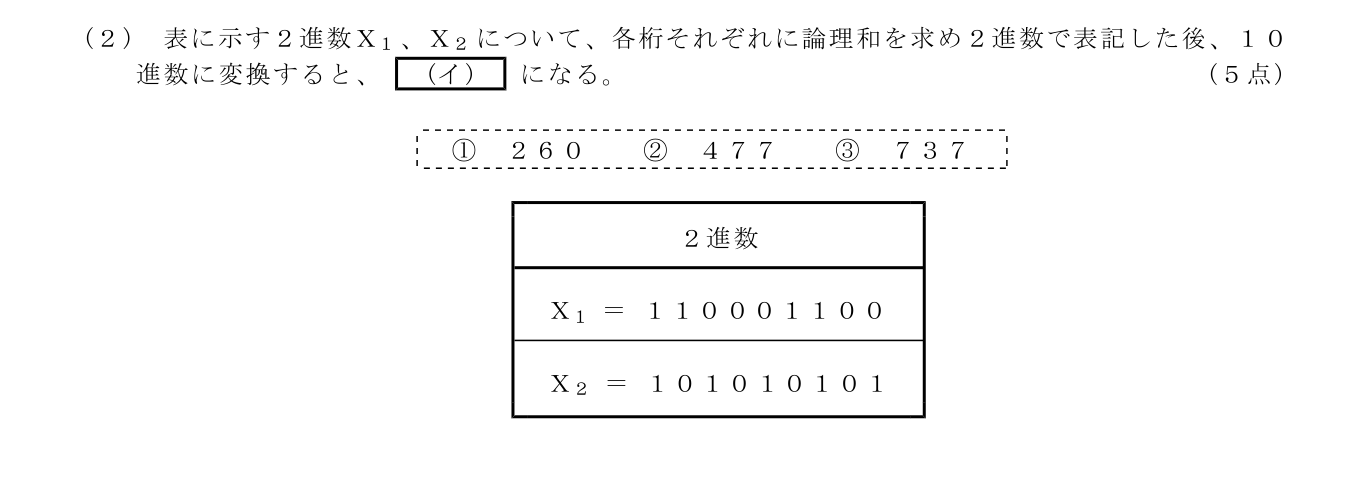 （２）　表に示す２進数Ｘ₁、Ｘ₂について、各桁それぞれに論理和を求め２進数で表記した後、１０
進数に変換すると、 （イ） になる。 （５点）
①　２６０　②　４７７　③　７３７
２進数
Ｘ₁ ＝ １１０００１１００
Ｘ₂ ＝ １０１０１０１０１